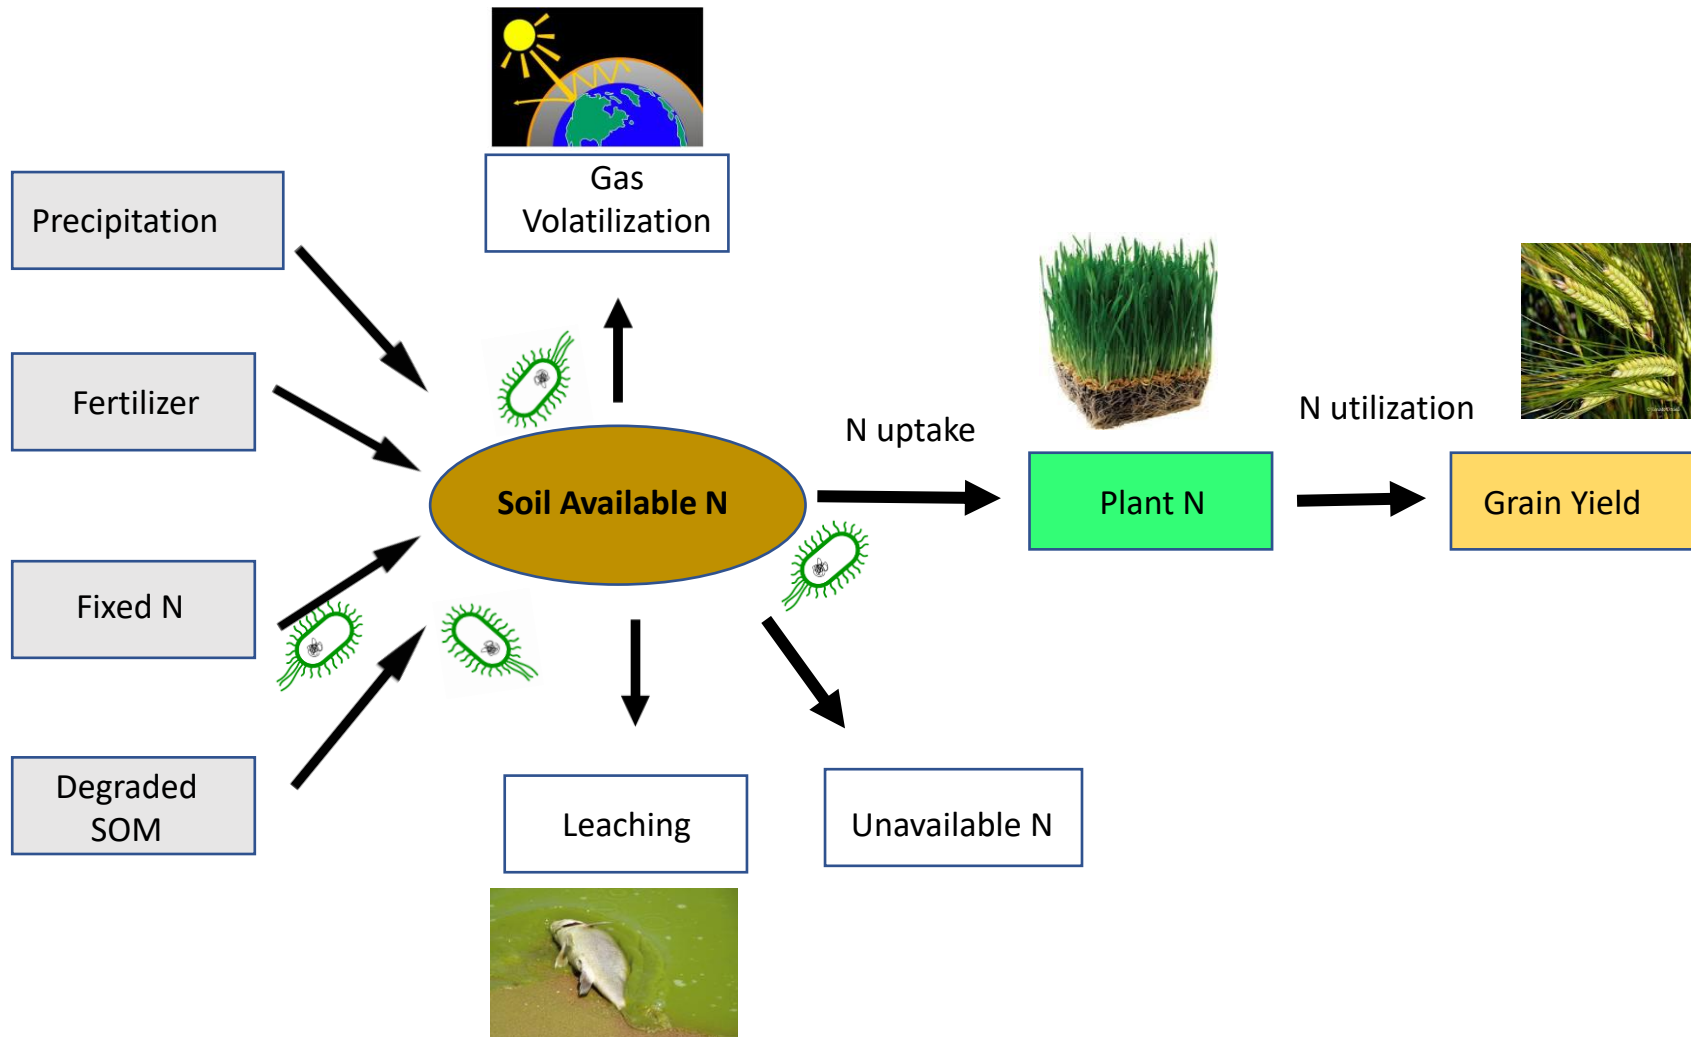 Gas
Volatilization
Precipitation
Fertilizer
N utilization
N uptake
Soil Available N
Plant N
Grain Yield
Fixed N
Degraded
SOM
Leaching
Unavailable N